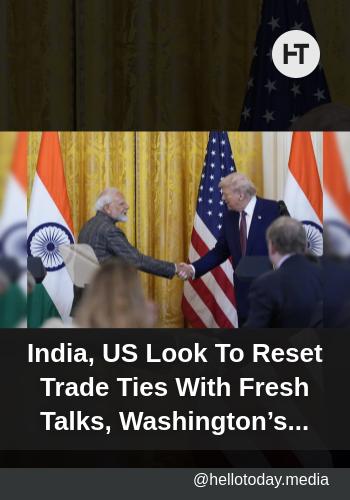 HT
India, US Look To Reset
Trade Ties With Fresh
Talks, Washington’s...
@hellotoday.media